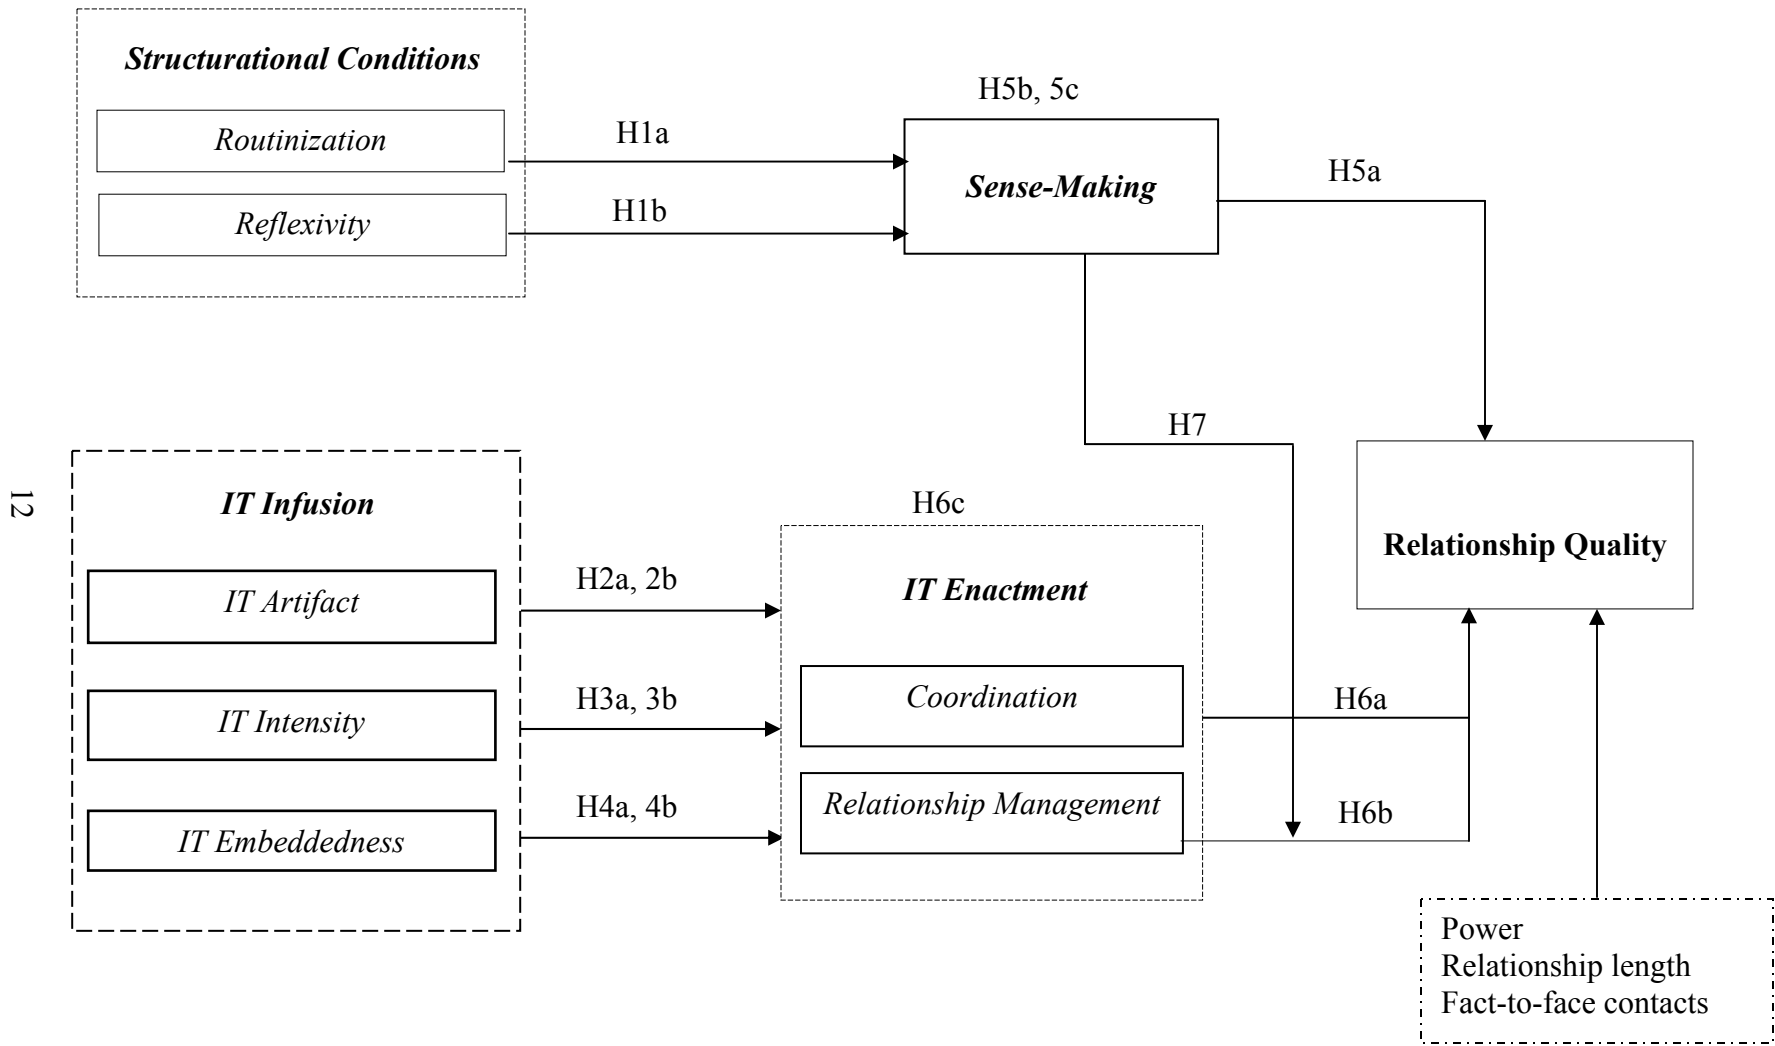 Structurational Conditions
Routinization
Reflexivity
H1a
H1b
H5b, 5c
Sense-Making
H5a
H7
12
IT Infusion
IT Artifact
IT Intensity
IT Embeddedness
H2a, 2b
H3a, 3b
H4a, 4b
H6c
IT Enactment
Coordination
Relationship Management
H6a
H6b
Relationship Quality
Power
Relationship length
Fact-to-face contacts